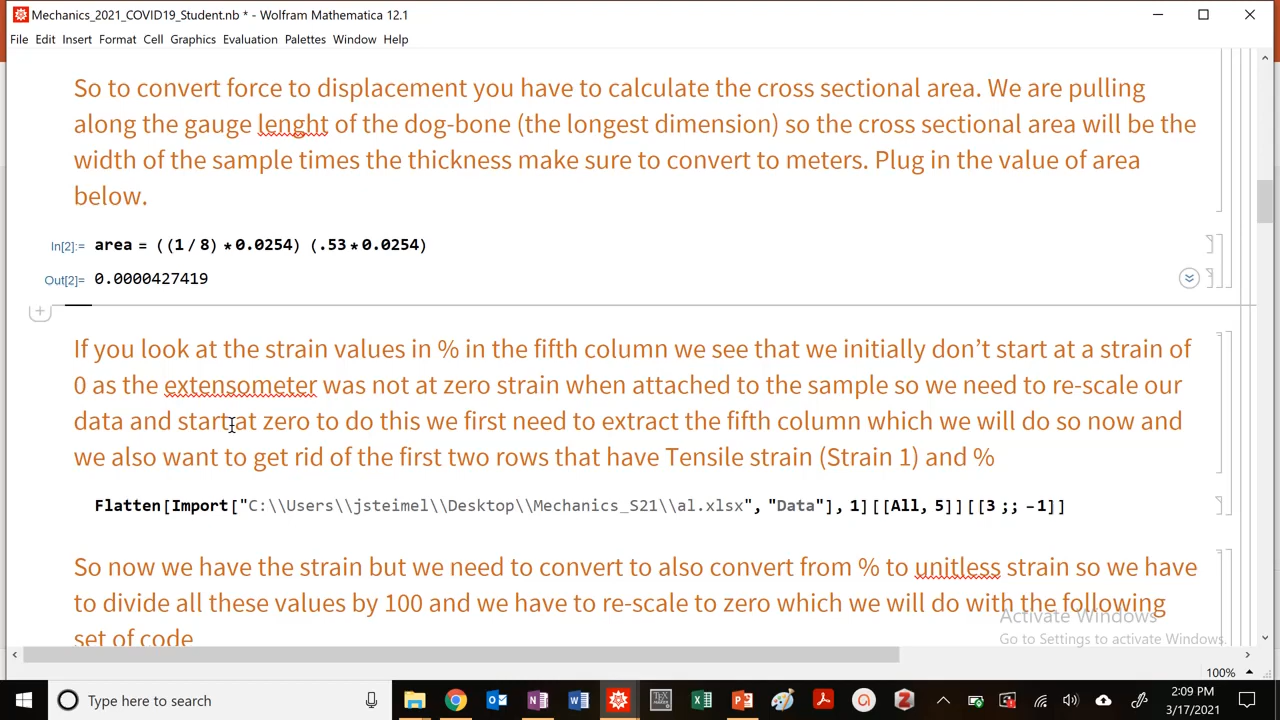 Mechanics_2021_COVID19_Student.nb * - Wolfram Mathematica 12.1
File Edit Insert Format Cell Graphics Evaluation Palettes Window Help
So to convert force to displacement you have to calculate the cross sectional area. We are pulling
along the gauge lenght of the dog-bone (the longest dimension) so the cross sectional area will be the
width of the sample times the thickness make sure to convert to meters. Plug in the value of area
below.
In[2]:= area = ((1 / 8) * 0.0254) (.53 * 0.0254)
Out[2]= 0.0000427419
If you look at the strain values in % in the fifth column we see that we initially don’t start at a strain of
0 as the extensometer was not at zero strain when attached to the sample so we need to re-scale our
data and start at zero to do this we first need to extract the fifth column which we will do so now and
we also want to get rid of the first two rows that have Tensile strain (Strain 1) and %
Flatten[Import["C:\\Users\\jsteimel\\Desktop\\Mechanics_S21\\al.xlsx", "Data"], 1][[All, 5]][[3 ;; -1]]
So now we have the strain but we need to convert to also convert from % to unitless strain so we have
to divide all these values by 100 and we have to re-scale to zero which we will do with the following
set of code
Activate Windows
Go to Settings to activate Windows.
100%
Type here to search
2:09 PM
3/17/2021